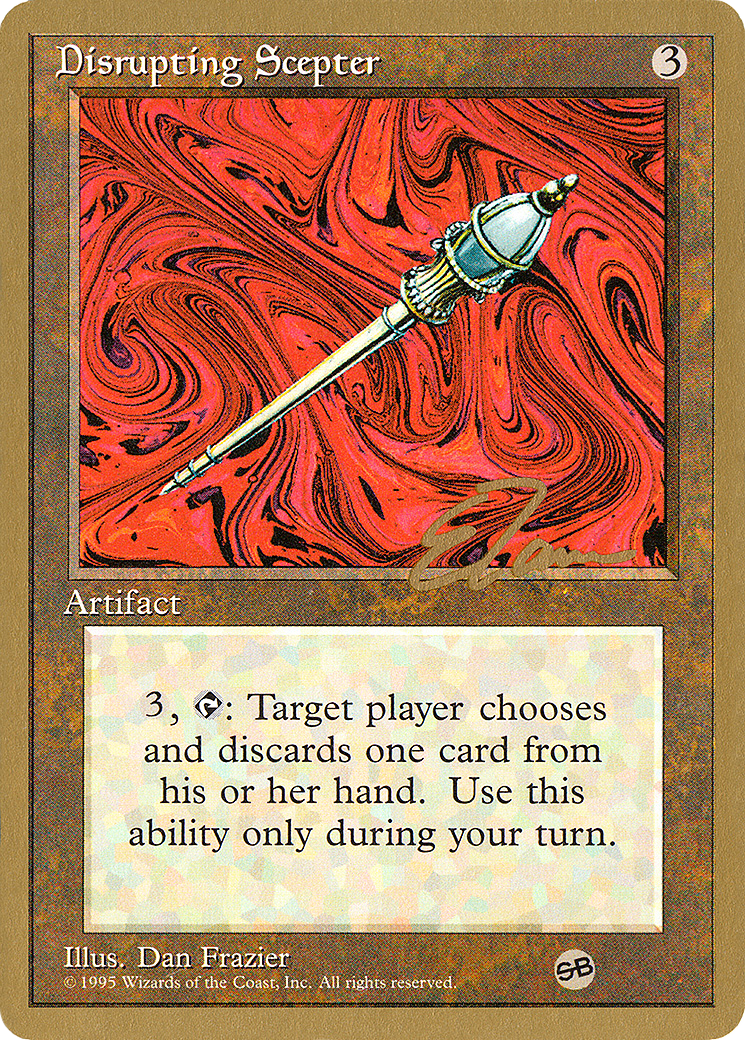 Disrupting Scepter 3
Artifact
3, : Target player chooses
and discards one card from
his or her hand. Use this
ability only during your turn.
Illus. Dan Frazier
© 1995 Wizards of the Coast, Inc. All rights reserved.
SB